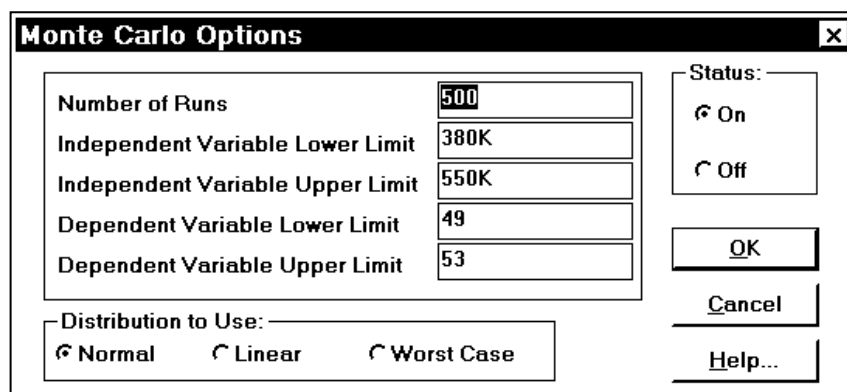 Monte Carlo Options
Number of Runs 500
Independent Variable Lower Limit 380K
Independent Variable Upper Limit 550K
Dependent Variable Lower Limit 49
Dependent Variable Upper Limit 53
Distribution to Use:
Normal Linear Worst Case
Status:
On
Off
OK
Cancel
Help...